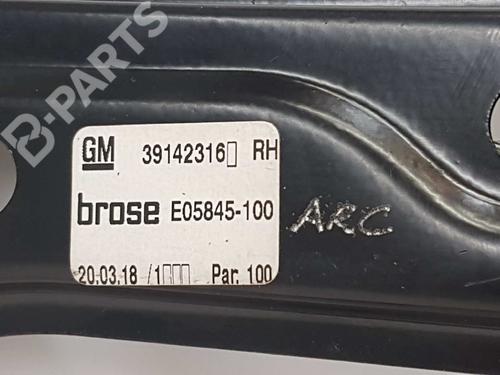 B-PARTS
GM 39142316▯ RH
brose E05845-100
20.03.18 /1▯▯▯ Par. 100
ARC